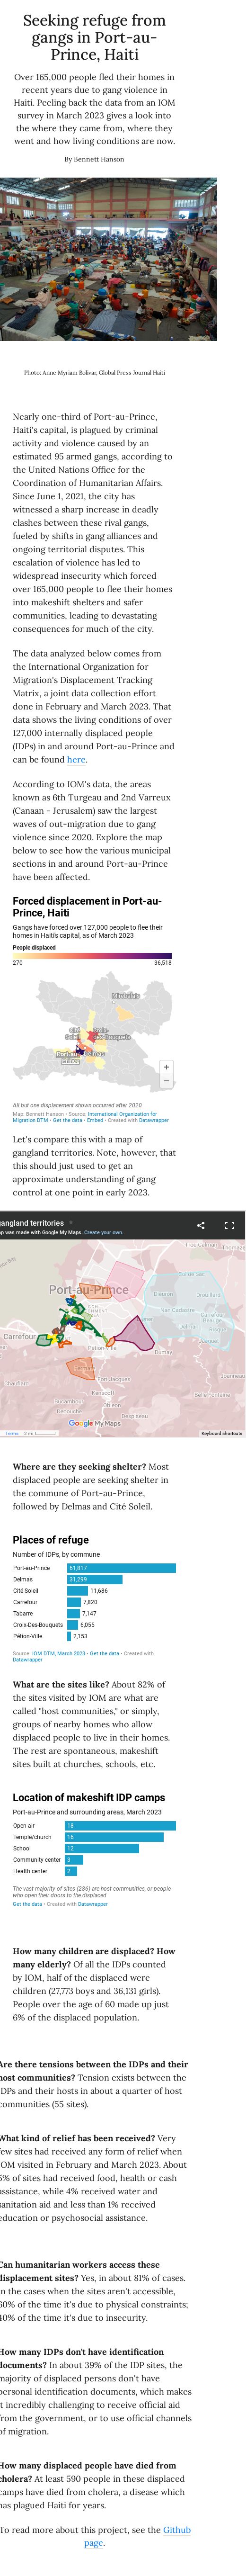 Seeking refuge from
gangs in Port-au-
Prince, Haiti
Over 165,000 people fled their homes in
recent years due to gang violence in
Haiti. Peeling back the data from an IOM
survey in March 2023 gives a look into
the where they came from, where they
went and how living conditions are now.
By Bennett Hanson
Photo: Anne Myriam Bolivar, Global Press Journal Haiti
Nearly one-third of Port-au-Prince,
Haiti's capital, is plagued by criminal
activity and violence caused by an
estimated 95 armed gangs, according to
the United Nations Office for the
Coordination of Humanitarian Affairs.
Since June 1, 2021, the city has
witnessed a sharp increase in deadly
clashes between these rival gangs,
fueled by shifts in gang alliances and
ongoing territorial disputes. This
escalation of violence has led to
widespread insecurity which forced
over 165,000 people to flee their homes
into makeshift shelters and safer
communities, leading to devastating
consequences for much of the city.
The data analyzed below comes from
the International Organization for
Migration's Displacement Tracking
Matrix, a joint data collection effort
done in February and March 2023. That
data shows the living conditions of over
127,000 internally displaced people
(IDPs) in and around Port-au-Prince and
can be found here.
According to IOM's data, the areas
known as 6th Turgeau and 2nd Varreux
(Canaan - Jerusalem) saw the largest
waves of out-migration due to gang
violence since 2020. Explore the map
below to see how the various municipal
sections in and around Port-au-Prince
have been affected.
Forced displacement in Port-au-
Prince, Haiti
Gangs have forced over 127,000 people to flee their
homes in Haiti's capital, as of March 2023
People displaced
270 36,518
Mirebalais
+
−
All but one displacement shown occurred after 2020
Map: Bennett Hanson • Source: International Organization for
Migration DTM • Get the data • Embed • Created with Datawrapper
Let's compare this with a map of
gangland territories. Note, however, that
this should just used to get an
approximate understanding of gang
control at one point in early 2023.
gangland territories
ap was made with Google My Maps. Create your own.
Port-au-Prince
Carrefour
Google My Maps
Terms 2 mi Keyboard shortcuts
Where are they seeking shelter? Most
displaced people are seeking shelter in
the commune of Port-au-Prince,
followed by Delmas and Cité Soleil.
Places of refuge
Number of IDPs, by commune
Port-au-Prince 61,817
Delmas 31,299
Cité Soleil 11,686
Carrefour 7,820
Tabarre 7,147
Croix-Des-Bouquets 6,055
Pétion-Ville 2,153
Source: IOM DTM, March 2023 • Get the data • Created with
Datawrapper
What are the sites like? About 82% of
the sites visited by IOM are what are
called "host communities," or simply,
groups of nearby homes who allow
displaced people to live in their homes.
The rest are spontaneous, makeshift
sites built at churches, schools, etc.
Location of makeshift IDP camps
Port-au-Prince and surrounding areas, March 2023
Open-air 18
Temple/church 16
School 12
Community center 3
Health center 2
The vast majority of sites (286) are host communities, or people
who open their doors to the displaced
Get the data • Created with Datawrapper
How many children are displaced? How
many elderly? Of all the IDPs counted
by IOM, half of the displaced were
children (27,773 boys and 36,131 girls).
People over the age of 60 made up just
6% of the displaced population.
Are there tensions between the IDPs and their
host communities? Tension exists between the
IDPs and their hosts in about a quarter of host
communities (55 sites).
What kind of relief has been received? Very
few sites had received any form of relief when
IOM visited in February and March 2023. About
5% of sites had received food, health or cash
assistance, while 4% received water and
sanitation aid and less than 1% received
education or psychosocial assistance.
Can humanitarian workers access these
displacement sites? Yes, in about 81% of cases.
In the cases when the sites aren't accessible,
60% of the time it's due to physical constraints;
40% of the time it's due to insecurity.
How many IDPs don't have identification
documents? In about 39% of the IDP sites, the
majority of displaced persons don't have
personal identification documents, which makes
it incredibly challenging to receive official aid
from the government, or to use official channels
of migration.
How many displaced people have died from
cholera? At least 590 people in these displaced
camps have died from cholera, a disease which
has plagued Haiti for years.
To read more about this project, see the Github
page.